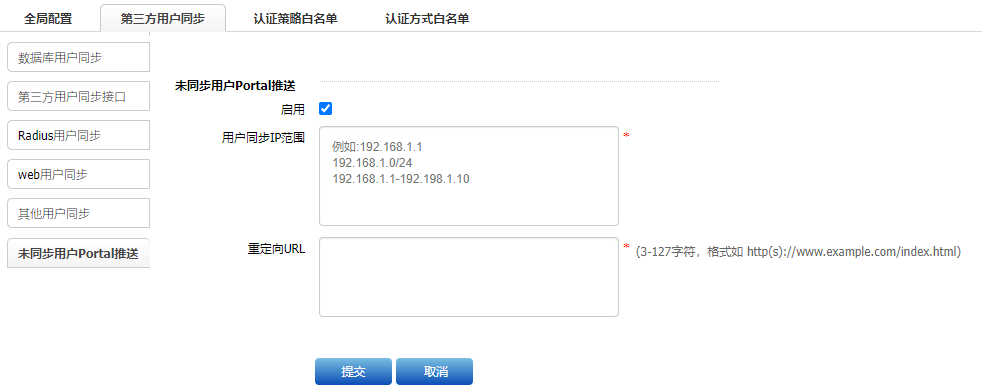 全局配置 第三方用户同步 认证策略白名单 认证方式白名单
数据库用户同步
第三方用户同步接口
Radius用户同步
web用户同步
其他用户同步
未同步用户Portal推送
未同步用户Portal推送
启用
用户同步IP范围
例如:192.168.1.1
192.168.1.0/24
192.168.1.1-192.198.1.10
*
重定向URL
* (3-127字符，格式如 http(s)://www.example.com/index.html)
提交 取消